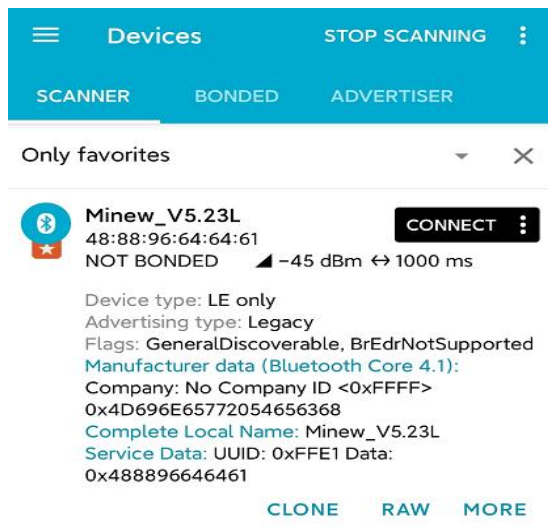 Devices STOP SCANNING
SCANNER BONDED ADVERTISER
Only favorites
Minew_V5.23L
CONNECT
48:88:96:64:64:61
NOT BONDED -45 dBm ↔ 1000 ms
Device type: LE only
Advertising type: Legacy
Flags: GeneralDiscoverable, BrEdrNotSupported
Manufacturer data (Bluetooth Core 4.1):
Company: No Company ID <0xFFFF>
0x4D696E65772054656368
Complete Local Name: Minew_V5.23L
Service Data: UUID: 0xFFE1 Data:
0x488896646461
CLONE RAW MORE